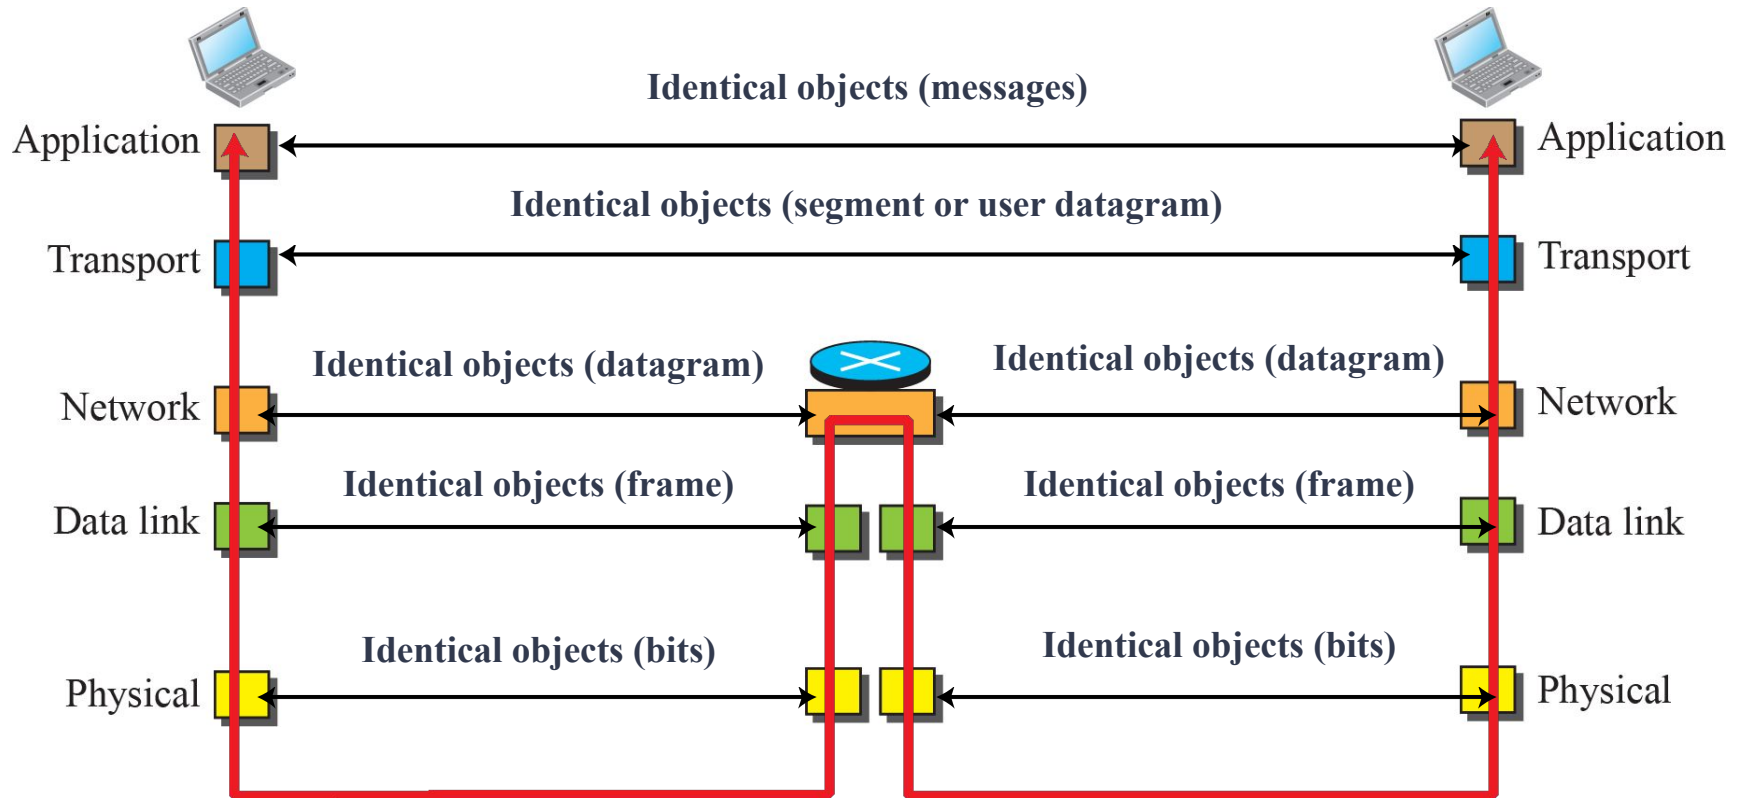 Identical objects (messages)
Application
Application
Identical objects (segment or user datagram)
Transport
Transport
Identical objects (datagram)
Identical objects (datagram)
Network
Network
Identical objects (frame)
Identical objects (frame)
Data link
Data link
Identical objects (bits)
Identical objects (bits)
Physical
Physical